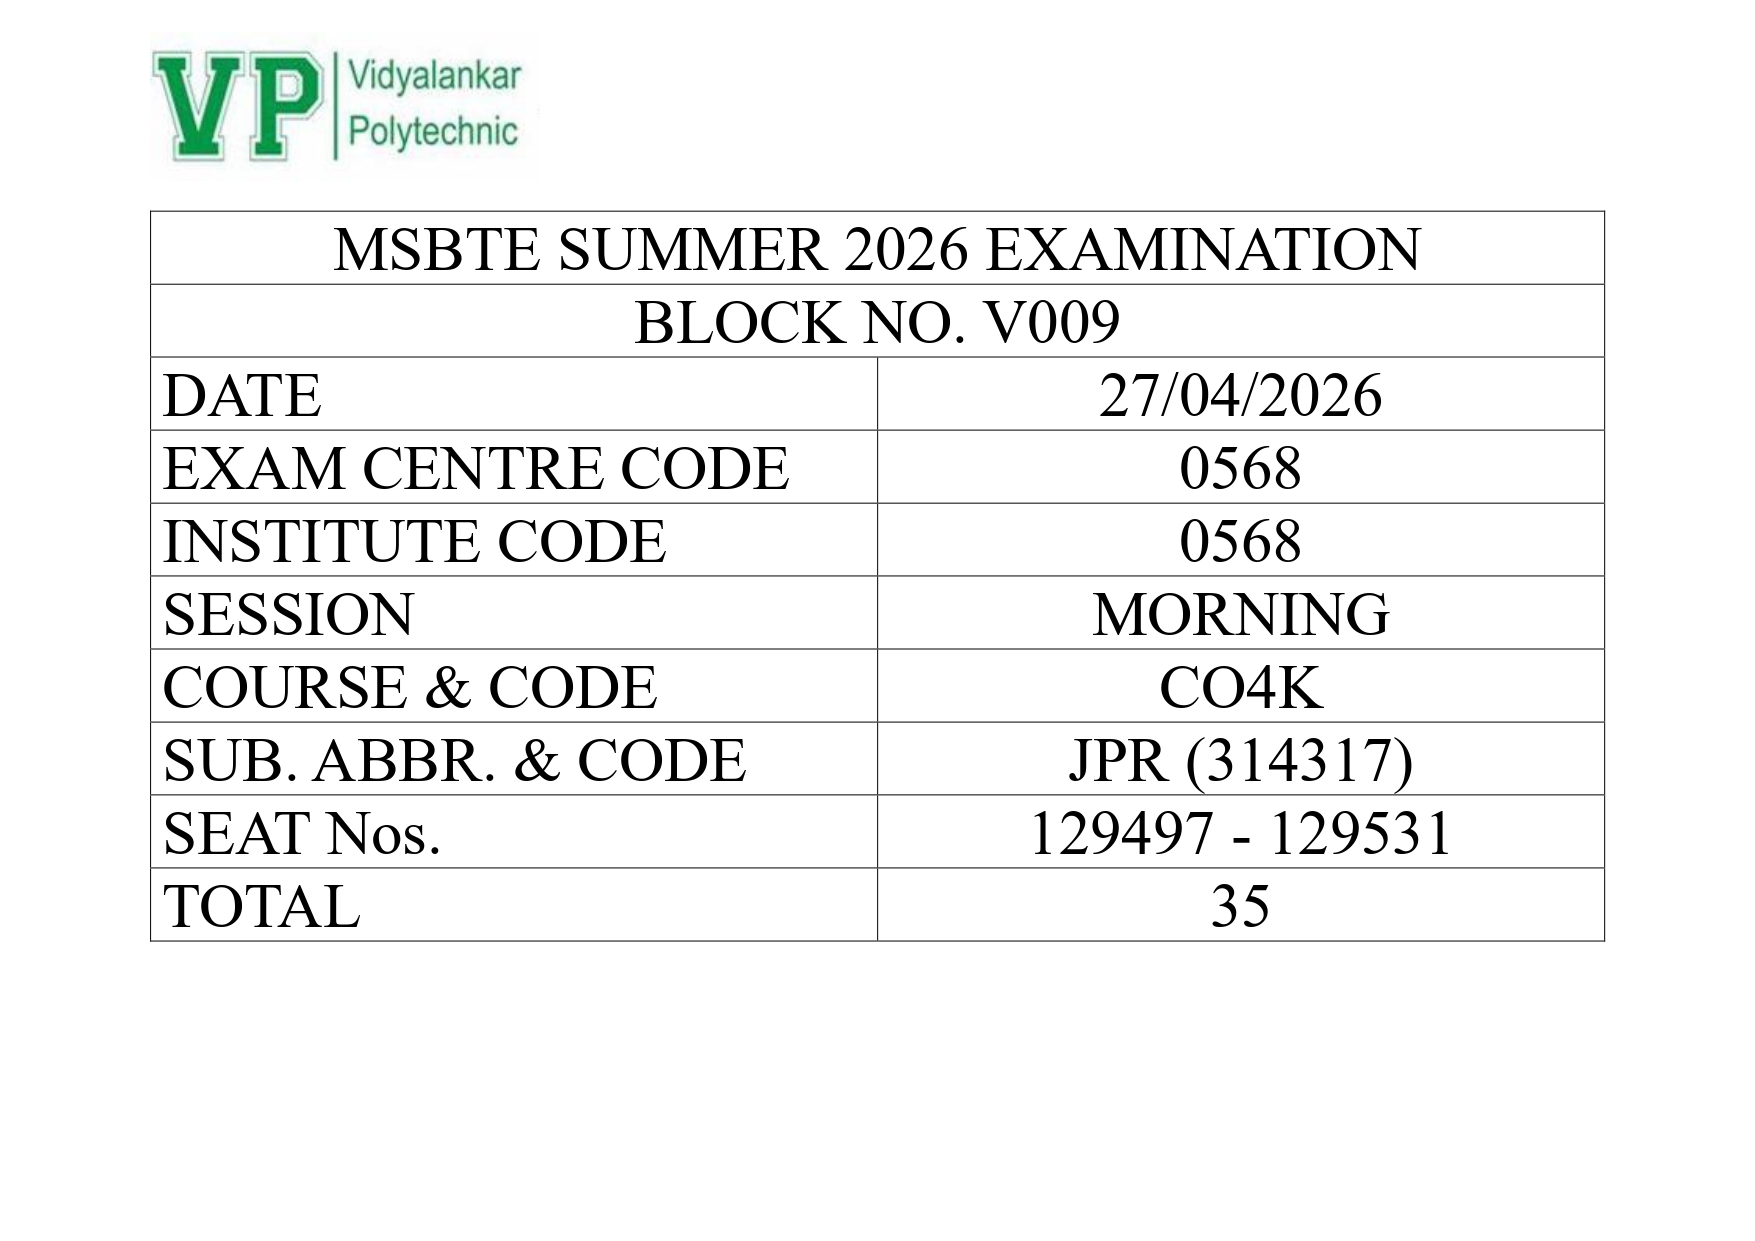 VP
Vidyalankar
Polytechnic
MSBTE SUMMER 2026 EXAMINATION
BLOCK NO. V009
DATE 27/04/2026
EXAM CENTRE CODE 0568
INSTITUTE CODE 0568
SESSION MORNING
COURSE & CODE CO4K
SUB. ABBR. & CODE JPR (314317)
SEAT Nos. 129497 - 129531
TOTAL 35